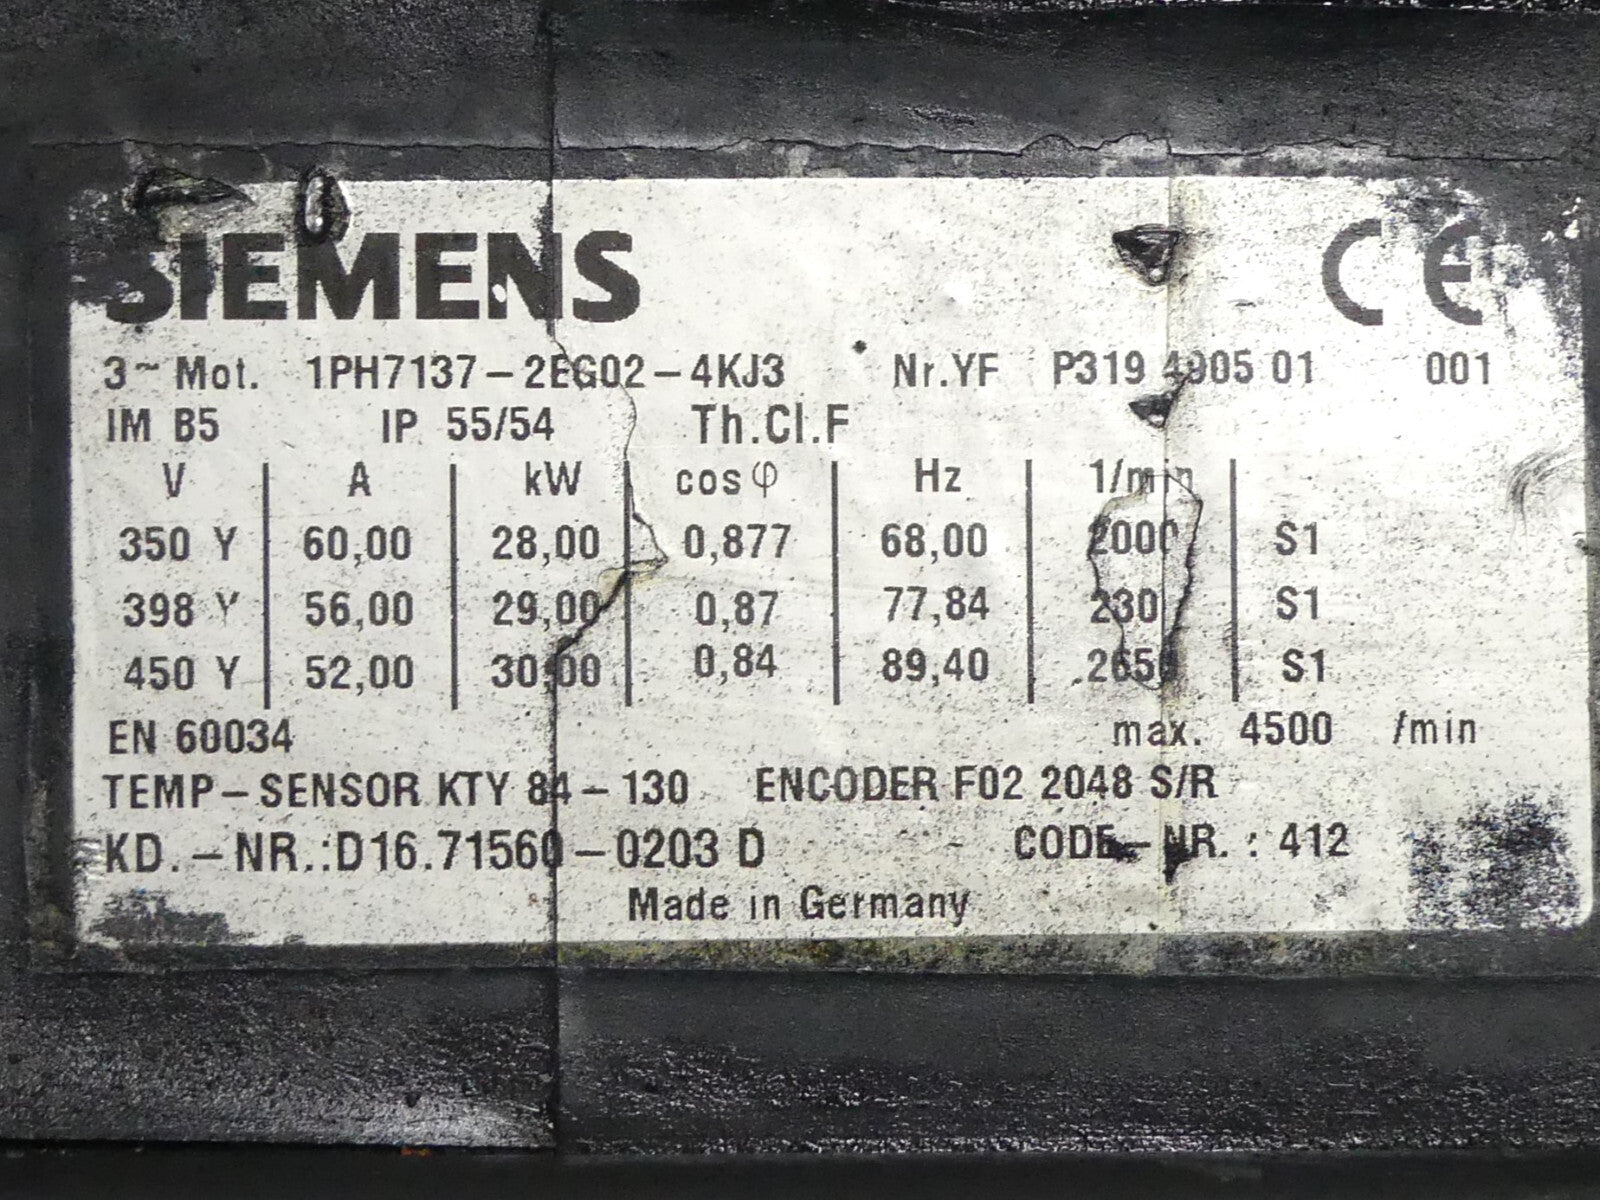 SIEMENS CE
3~ Mot. 1PH7137-2EG02-4KJ3 Nr.YF P319 4905 01 001
IM B5 IP 55/54 Th.Cl.F
V A kW cosφ Hz 1/min
350 Y 60,00 28,00 0,877 68,00 2000 S1
398 Y 56,00 29,00 0,87 77,84 S1
450 Y 52,00 30,00 0,84 89,40 2650 S1
EN 60034 max. 4500 /min
TEMP-SENSOR KTY 84-130 ENCODER F02 2048 S/R
KD.-NR.:D16.71560-0203 D CODE-NR.: 412
Made in Germany